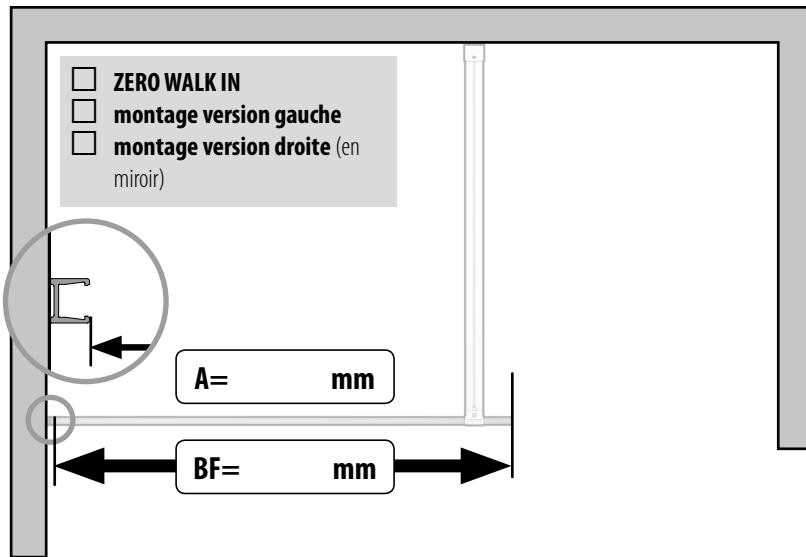 ZERO WALK IN
montage version gauche
montage version droite (en
miroir)
A= mm
BF= mm